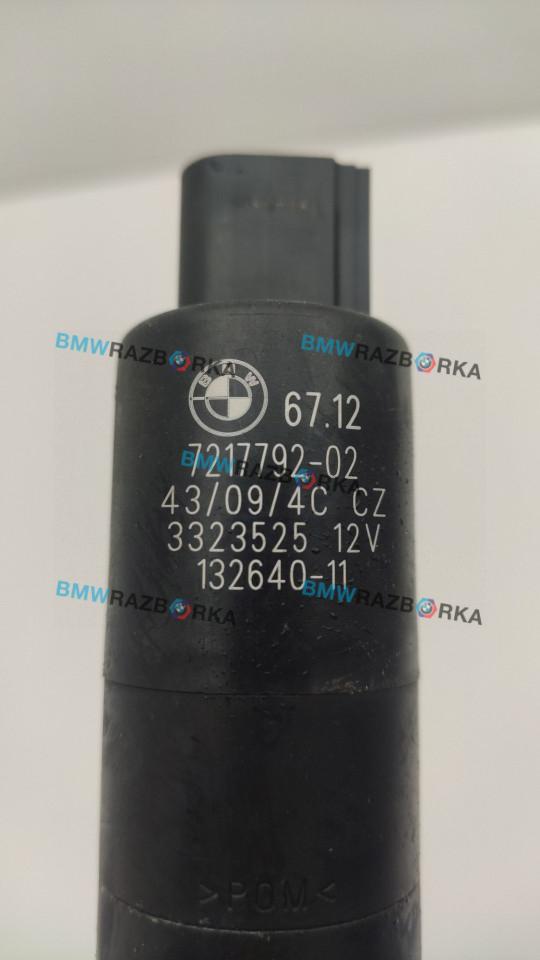 BMWRAZBORKA BMWRAZBORKA
BMW 67.12
7217792-02
BMWRAZBORKA
43/09/4C CZ
3323525 12V
132640-11
BMWRAZBORKA BMWRAZBORKA
>POM<